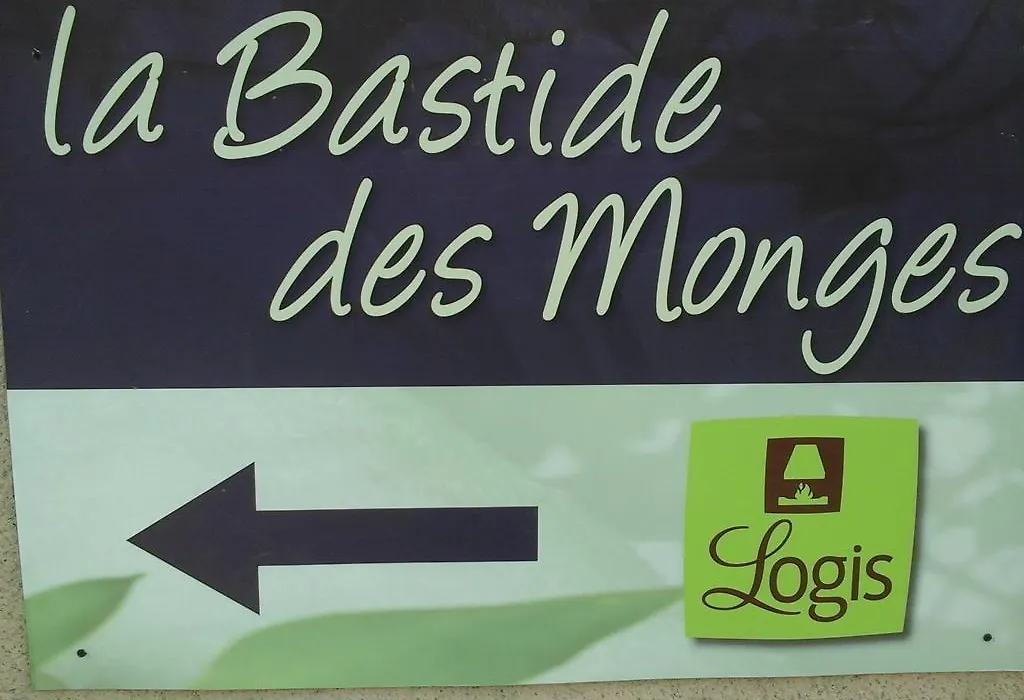 la Bastide
des Monges
Logis